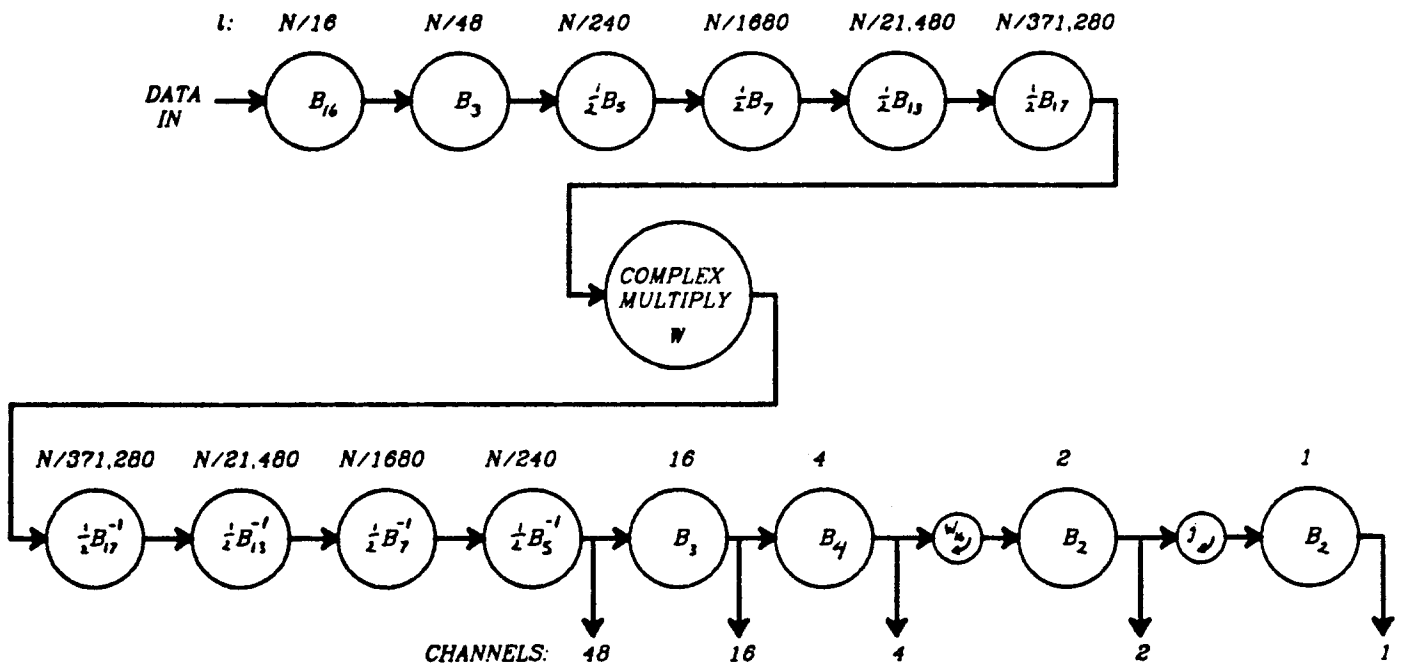 l: N/16 N/48 N/240 N/1680 N/21,480 N/371,280
DATA IN
B₁₆ B₃ ½B₅ ½B₇ ½B₁₃ ½B₁₇
COMPLEX
MULTIPLY
W
N/371,280 N/21,480 N/1680 N/240 16 4 2 1
½B₁₇⁻¹ ½B₁₃⁻¹ ½B₇⁻¹ ½B₅⁻¹ B₃ B₄ B₂ j B₂
CHANNELS: 48 16 4 2 1